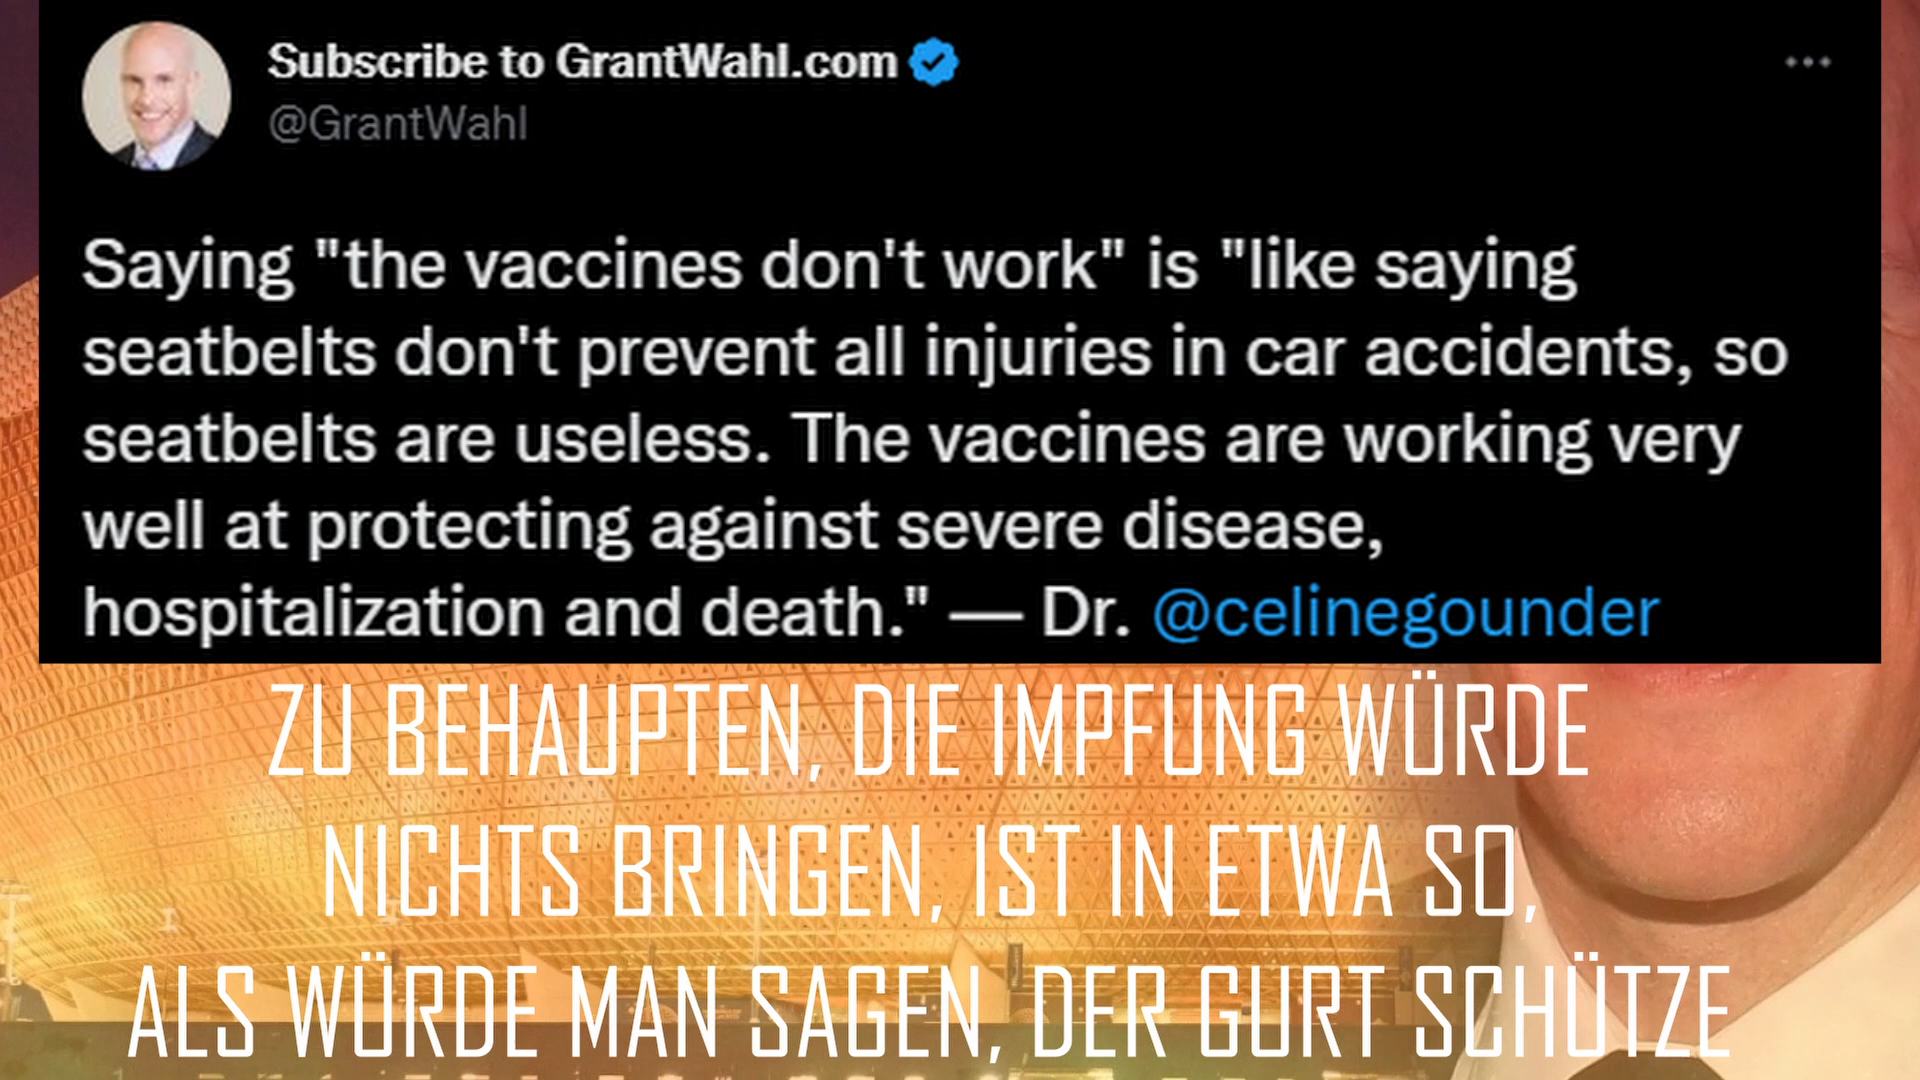 Subscribe to GrantWahl.com
@GrantWahl
Saying "the vaccines don't work" is "like saying
seatbelts don't prevent all injuries in car accidents, so
seatbelts are useless. The vaccines are working very
well at protecting against severe disease,
hospitalization and death." — Dr. @celinegounder
ZU BEHAUPTEN, DIE IMPFUNG WÜRDE
NICHTS BRINGEN, IST IN ETWA SO,
ALS WÜRDE MAN SAGEN, DER GURT SCHÜTZE